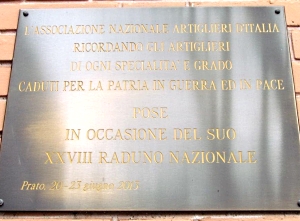 L'ASSOCIAZIONE NAZIONALE ARTIGLIERI D'ITALIA
RICORDANDO GLI ARTIGLIERI
DI OGNI SPECIALITA' E GRADO
CADUTI PER LA PATRIA IN GUERRA ED IN PACE
POSE
IN OCCASIONE DEL SUO
XXVIII RADUNO NAZIONALE
Prato, 20-21 giugno